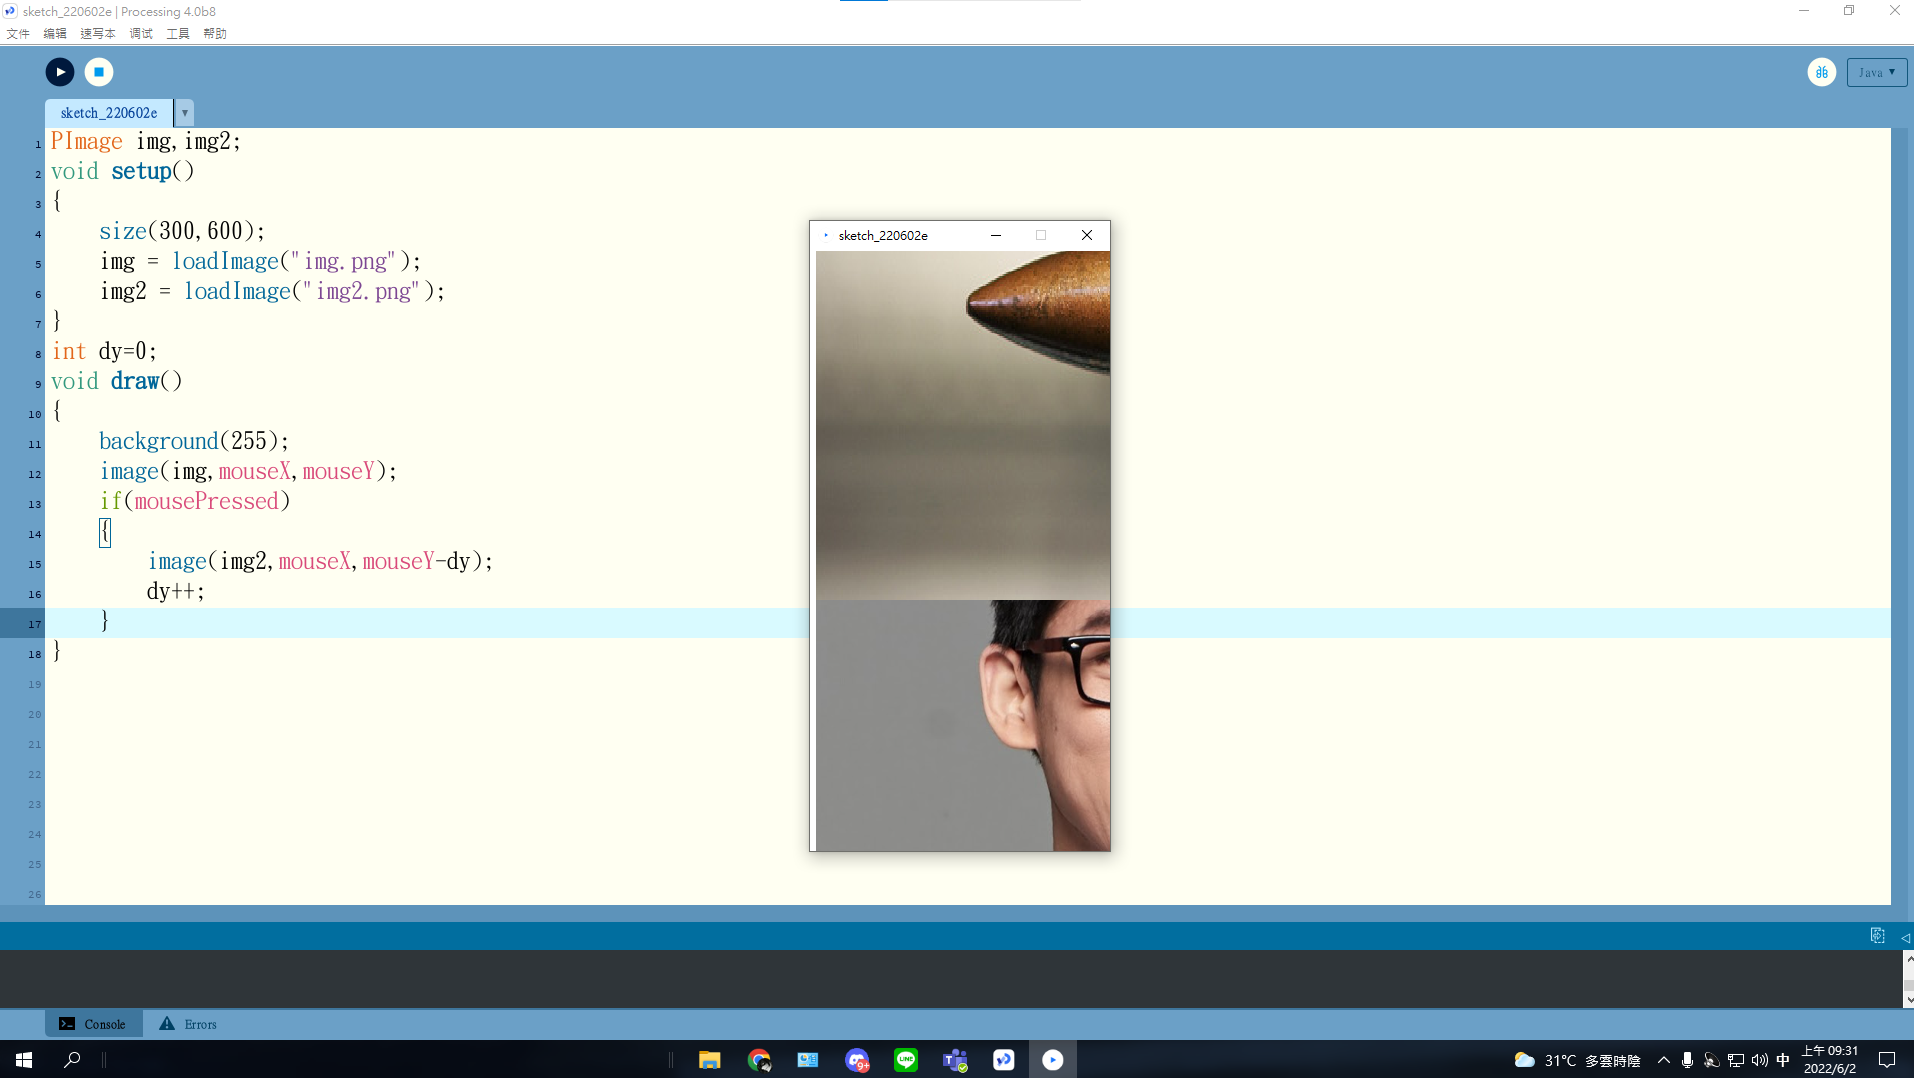 sketch_220602e | Processing 4.0b8
文件 编辑 速写本 调试 工具 帮助
Java ▼
sketch_220602e ▼
1 PImage img,img2;
2 void setup()
3 {
4 size(300,600);
5 img = loadImage("img.png");
6 img2 = loadImage("img2.png");
7 }
8 int dy=0;
9 void draw()
10 {
11 background(255);
12 image(img,mouseX,mouseY);
13 if(mousePressed)
14 {
15 image(img2,mouseX,mouseY-dy);
16 dy++;
17 }
18 }
19
20
21
22
23
24
25
26
sketch_220602e
Console Errors
9+
LINE
31°C 多雲時陰 中 上午 09:31
2022/6/2